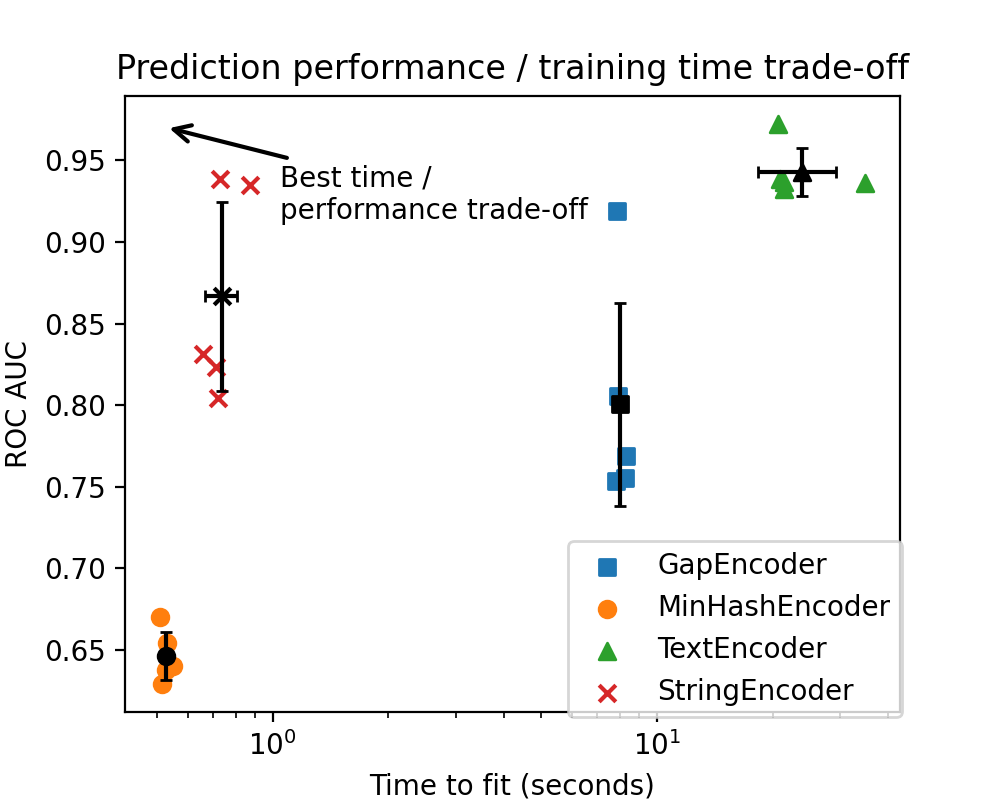 Prediction performance / training time trade-off
Best time /
performance trade-off
ROC AUC
0.95
0.90
0.85
0.80
0.75
0.70
0.65
GapEncoder
MinHashEncoder
TextEncoder
StringEncoder
10⁰
10¹
Time to fit (seconds)